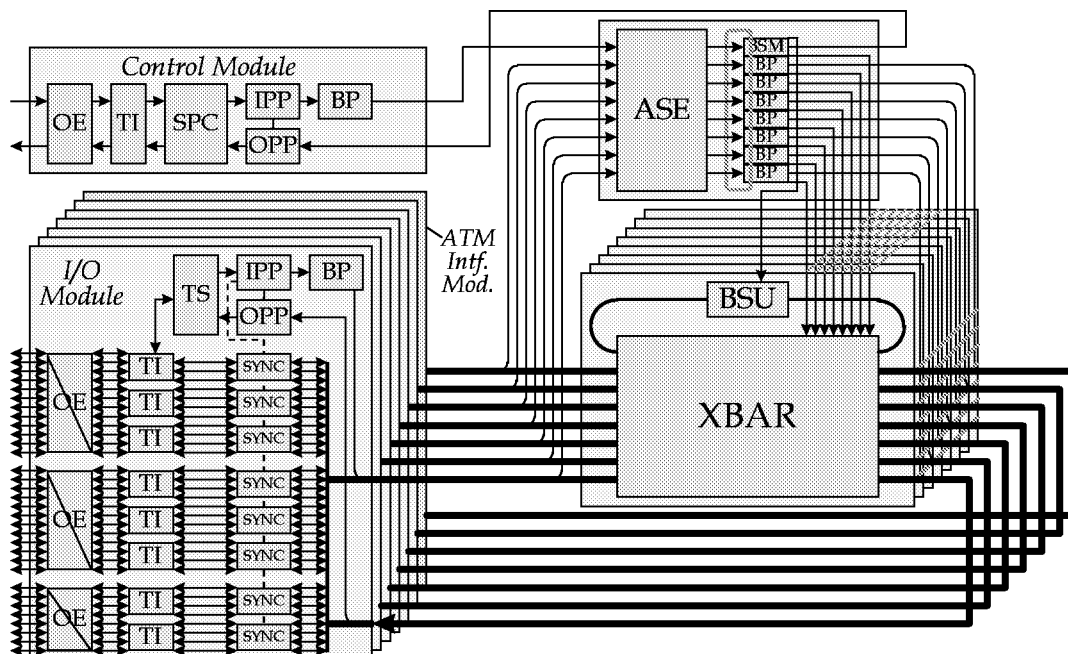 Control Module
OE
TI
SPC
IPP
BP
OPP
ASE
BSM
BP
BP
BP
BP
BP
BP
BP
I/O
Module
TS
IPP
BP
OPP
ATM
Intf.
Mod.
BSU
XBAR
OE
TI
SYNC
TI
SYNC
TI
SYNC
OE
TI
SYNC
TI
SYNC
TI
SYNC
OE
TI
SYNC
TI
SYNC